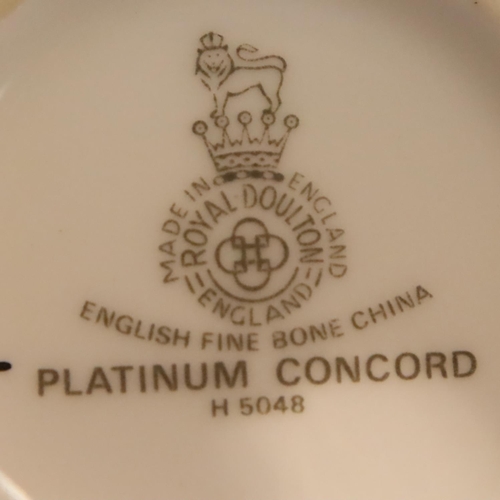 MADE IN ENGLAND
ROYAL DOULTON
ENGLAND
ENGLISH FINE BONE CHINA
PLATINUM CONCORD
H 5048